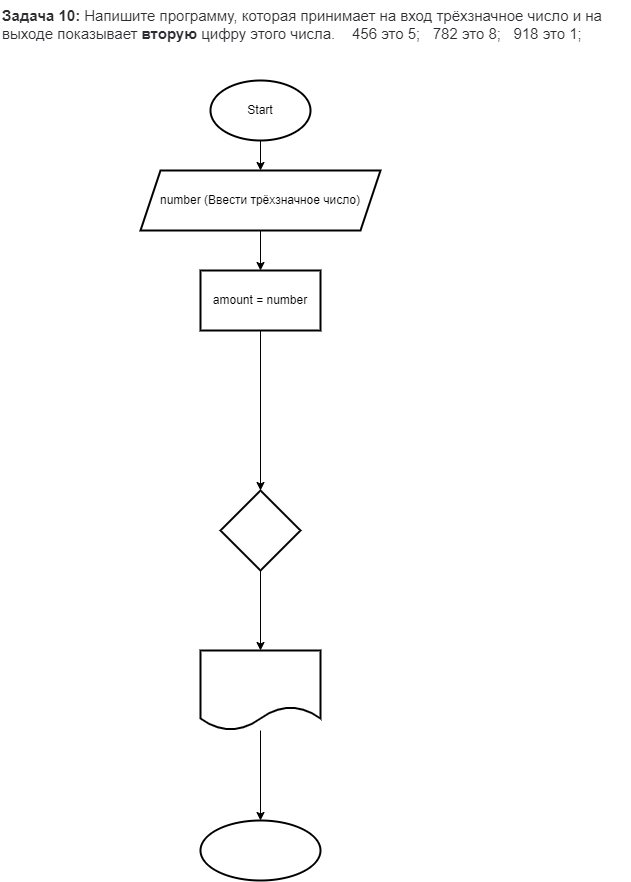 Задача 10: Напишите программу, которая принимает на вход трёхзначное число и на
выходе показывает вторую цифру этого числа. 456 это 5; 782 это 8; 918 это 1;
Start
number (Ввести трёхзначное число)
amount = number